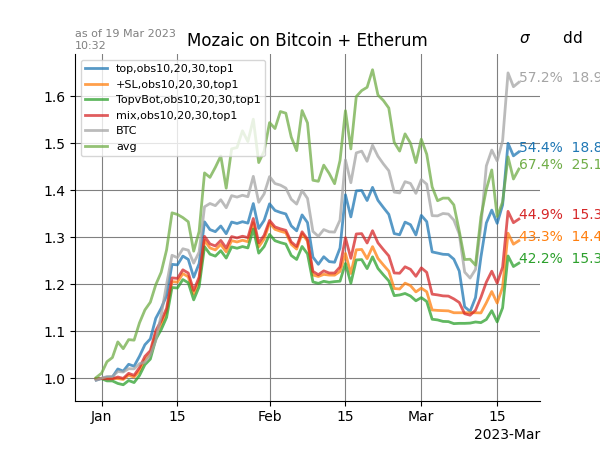 as of 19 Mar 2023
10:32
Mozaic on Bitcoin + Etherum
σ dd
top,obs10,20,30,top1
+SL,obs10,20,30,top1
TopvBot,obs10,20,30,top1
mix,obs10,20,30,top1
BTC
avg
1.6
1.5
1.4
1.3
1.2
1.1
1.0
57.2% 18.9
54.4% 18.8
67.4% 25.1
44.9% 15.3
43.3% 14.4
42.2% 15.3
Jan 15 Feb 15 Mar 15
2023-Mar